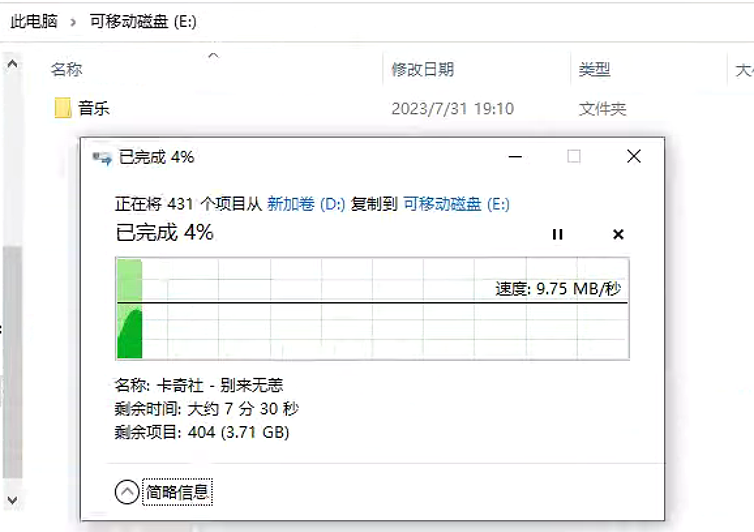 此电脑 › 可移动磁盘 (E:)
名称 修改日期 类型
音乐 2023/7/31 19:10 文件夹
已完成 4%
正在将 431 个项目从 新加卷 (D:) 复制到 可移动磁盘 (E:)
已完成 4%
速度: 9.75 MB/秒
名称: 卡奇社 - 别来无恙
剩余时间: 大约 7 分 30 秒
剩余项目: 404 (3.71 GB)
简略信息